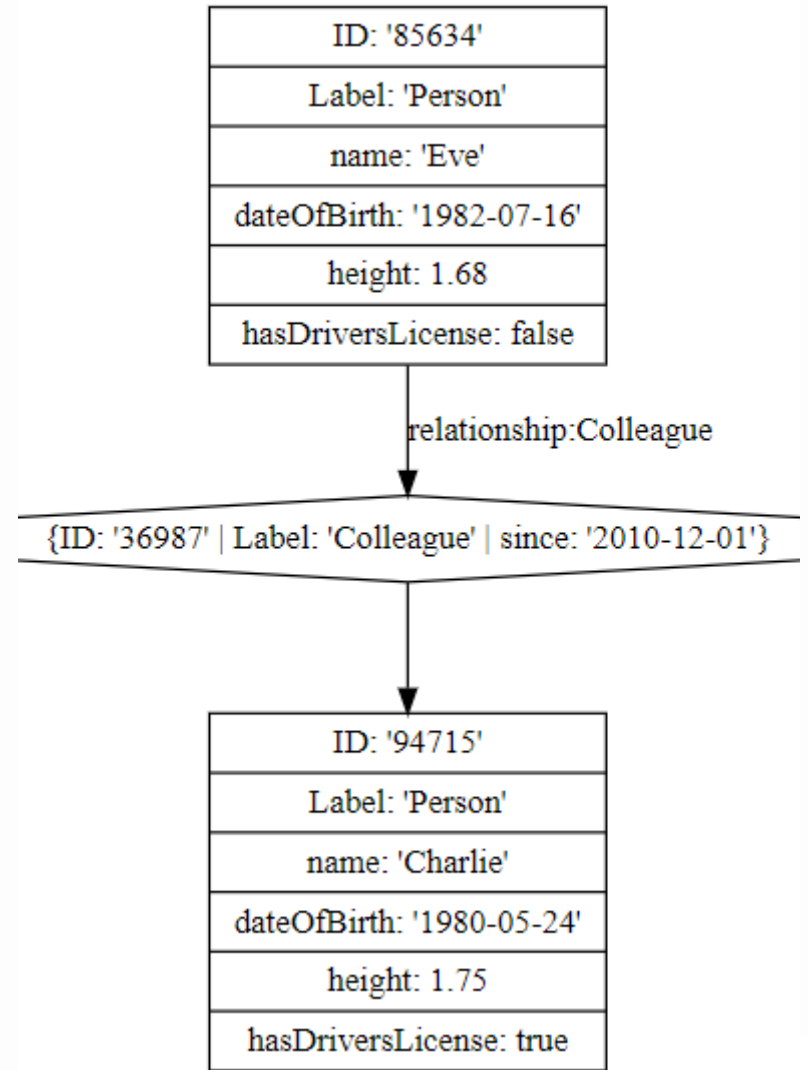 ID: '85634'
Label: 'Person'
name: 'Eve'
dateOfBirth: '1982-07-16'
height: 1.68
hasDriversLicense: false
relationship:Colleague
{ID: '36987' | Label: 'Colleague' | since: '2010-12-01'}
ID: '94715'
Label: 'Person'
name: 'Charlie'
dateOfBirth: '1980-05-24'
height: 1.75
hasDriversLicense: true